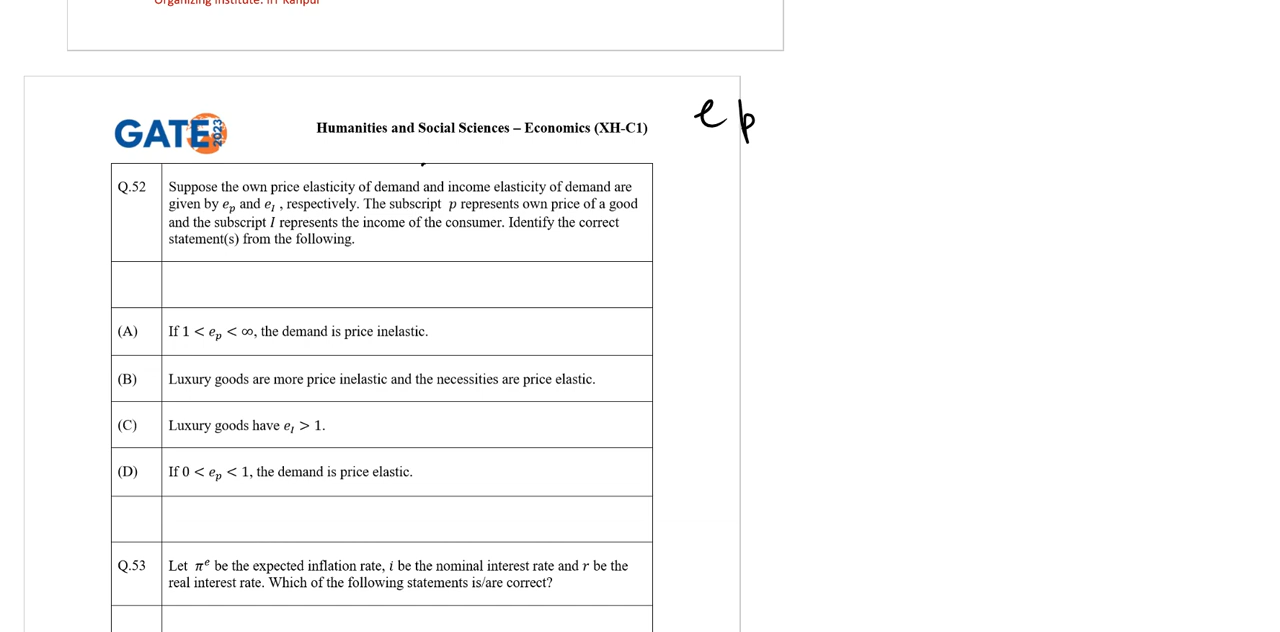 Organizing Institute: IIT Kanpur
GATE 2023
Humanities and Social Sciences – Economics (XH-C1)
e p
Q.52 Suppose the own price elasticity of demand and income elasticity of demand are
given by eₚ and e_I , respectively. The subscript p represents own price of a good
and the subscript I represents the income of the consumer. Identify the correct
statement(s) from the following.
(A) If 1 < eₚ < ∞, the demand is price inelastic.
(B) Luxury goods are more price inelastic and the necessities are price elastic.
(C) Luxury goods have e_I > 1.
(D) If 0 < eₚ < 1, the demand is price elastic.
Q.53 Let πᵉ be the expected inflation rate, i be the nominal interest rate and r be the
real interest rate. Which of the following statements is/are correct?